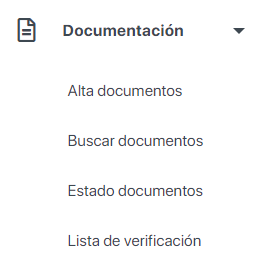 Documentación
Alta documentos
Buscar documentos
Estado documentos
Lista de verificación